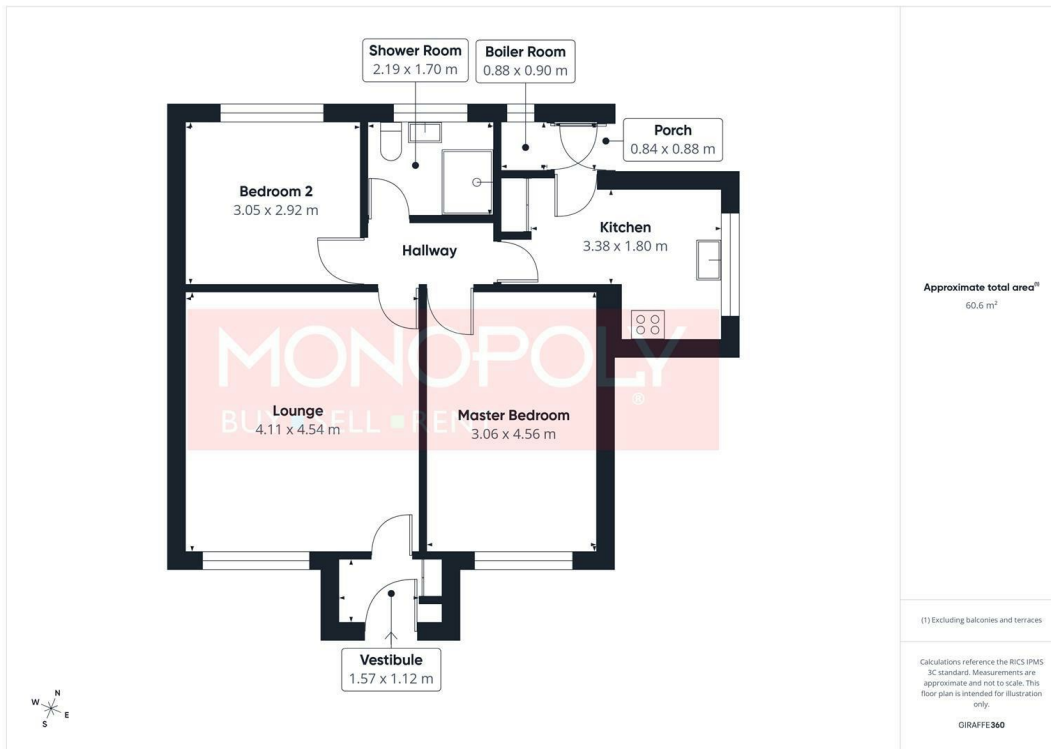 Shower Room
2.19 x 1.70 m
Boiler Room
0.88 x 0.90 m
Porch
0.84 x 0.88 m
Bedroom 2
3.05 x 2.92 m
Kitchen
3.38 x 1.80 m
Hallway
Approximate total area(1)
60.6 m²
MONOPOLY
®
BUY SELL RENT
Lounge
4.11 x 4.54 m
Master Bedroom
3.06 x 4.56 m
Vestibule
1.57 x 1.12 m
(1) Excluding balconies and terraces
Calculations reference the RICS IPMS
3C standard. Measurements are
approximate and not to scale. This
floor plan is intended for illustration
only.
GIRAFFE360
N
W
E
S